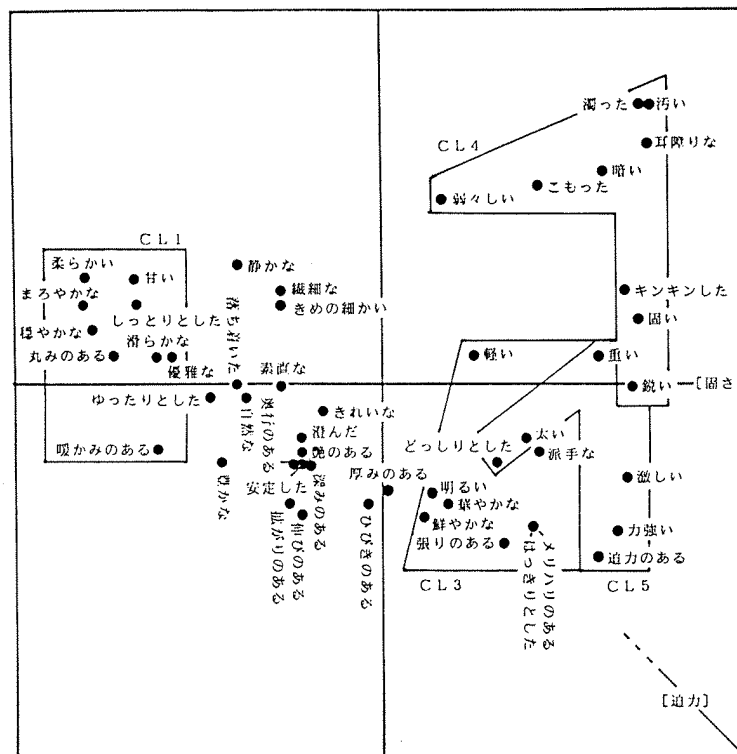 濁った
汚い
CL4
耳障りな
暗い
こもった
弱々しい
CL1
静かな
柔らかい
甘い
繊細な
キンキンした
まろやかな
きめの細かい
しっとりとした
固い
穏やかな
滑らかな
落ち着いた
丸みのある
優雅な
素直な
軽い
重い
鋭い
[固さ
ゆったりとした
自然な
奥行のある
きれいな
澄んだ
太い
艶のある
どっしりとした
派手な
暖かみのある
豊かな
安定した
深みのある
厚みのある
明るい
激しい
拡がりのある
伸びのある
ひびきのある
華やかな
鮮やかな
力強い
張りのある
メリハリのある
はっきりとした
迫力のある
CL3
CL5
[迫力]